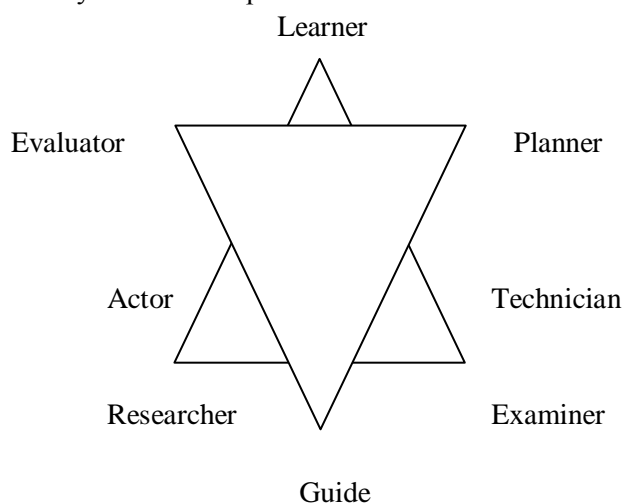 Learner
Evaluator Planner
Actor Technician
Researcher Examiner
Guide